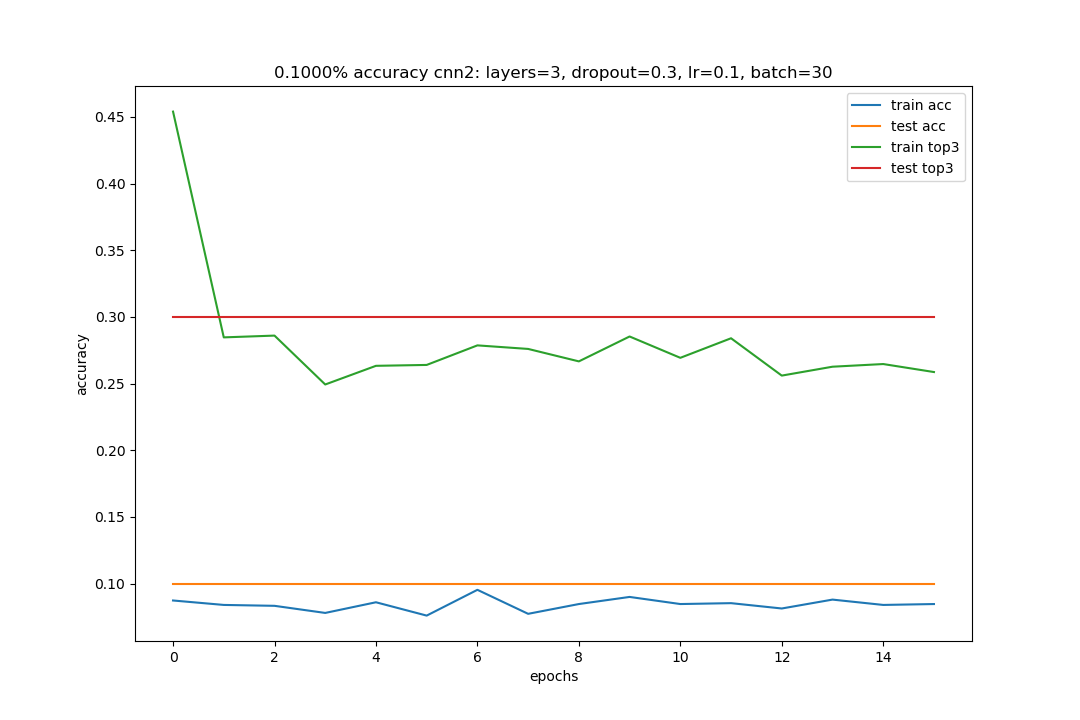 0.1000% accuracy cnn2: layers=3, dropout=0.3, lr=0.1, batch=30
train acc
test acc
train top3
test top3
0.45
0.40
0.35
0.30
0.25
0.20
0.15
0.10
accuracy
0 2 4 6 8 10 12 14
epochs